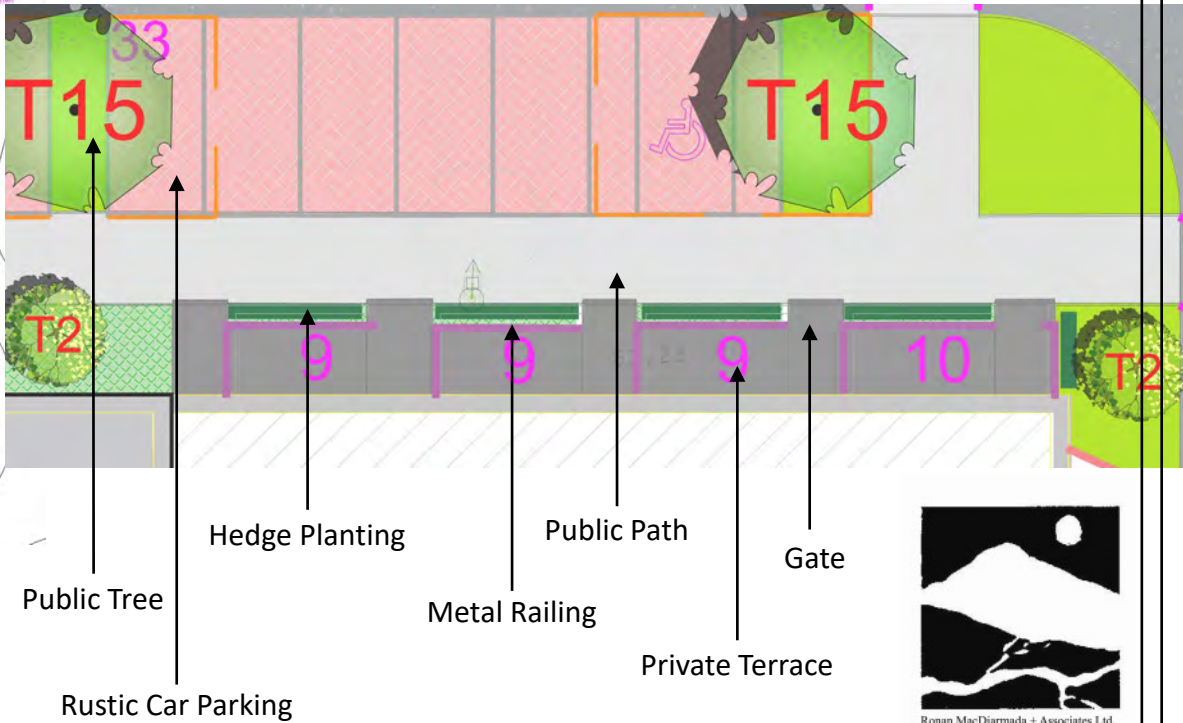 33
T15
T15
T2
9
9
9
10
T2
Hedge Planting
Public Path
Gate
Public Tree
Metal Railing
Private Terrace
Rustic Car Parking
Ronan MacDiarmada + Associates Ltd.